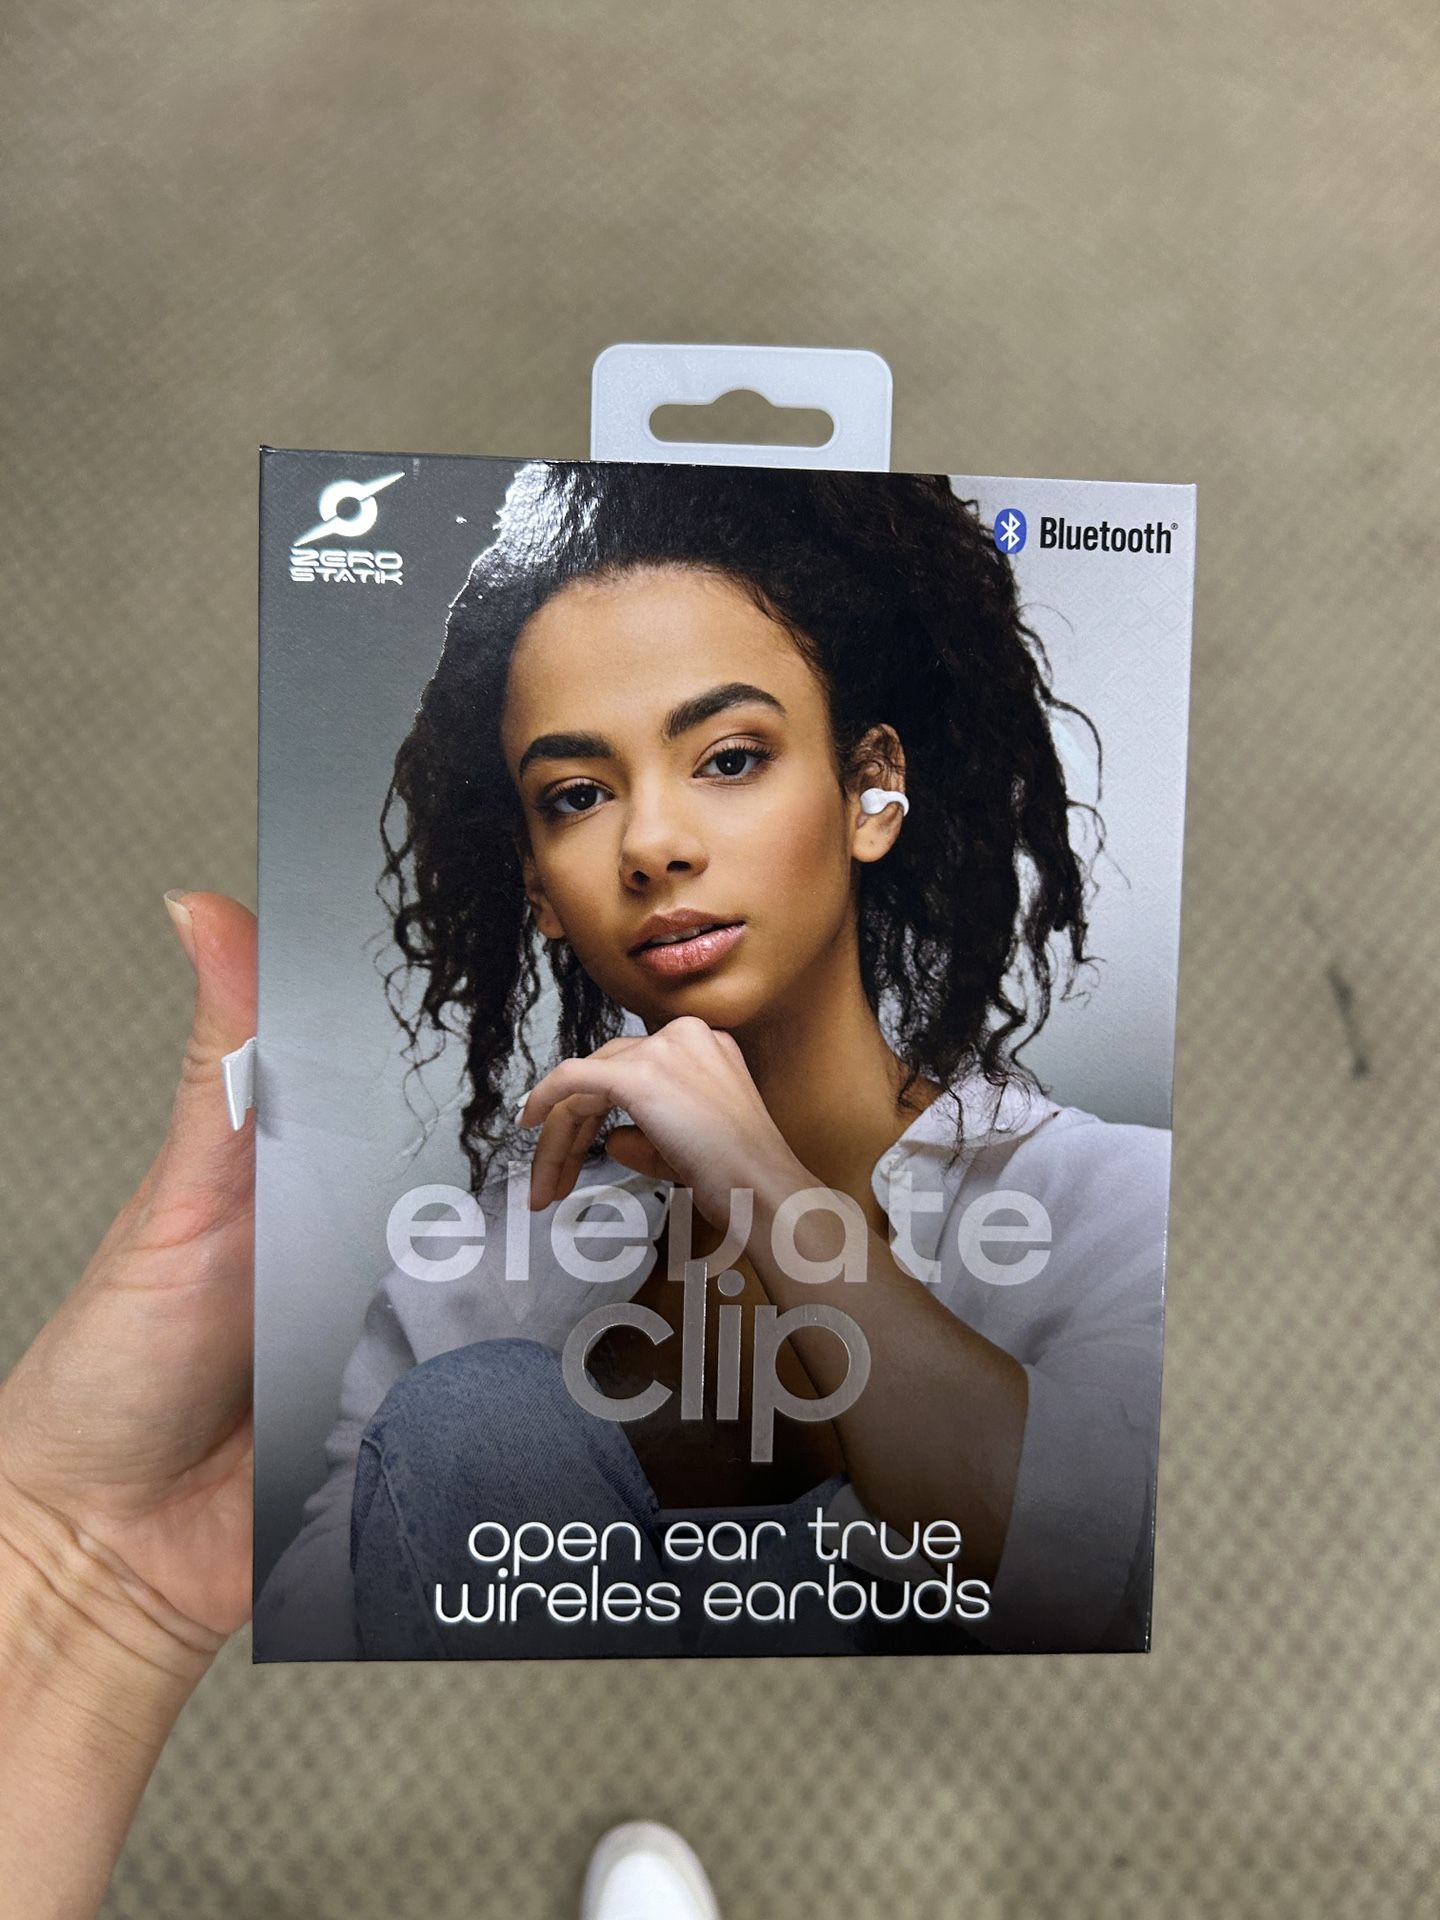 ZERO
STATIK
Bluetooth®
elevate
clip
open ear true
wireles earbuds